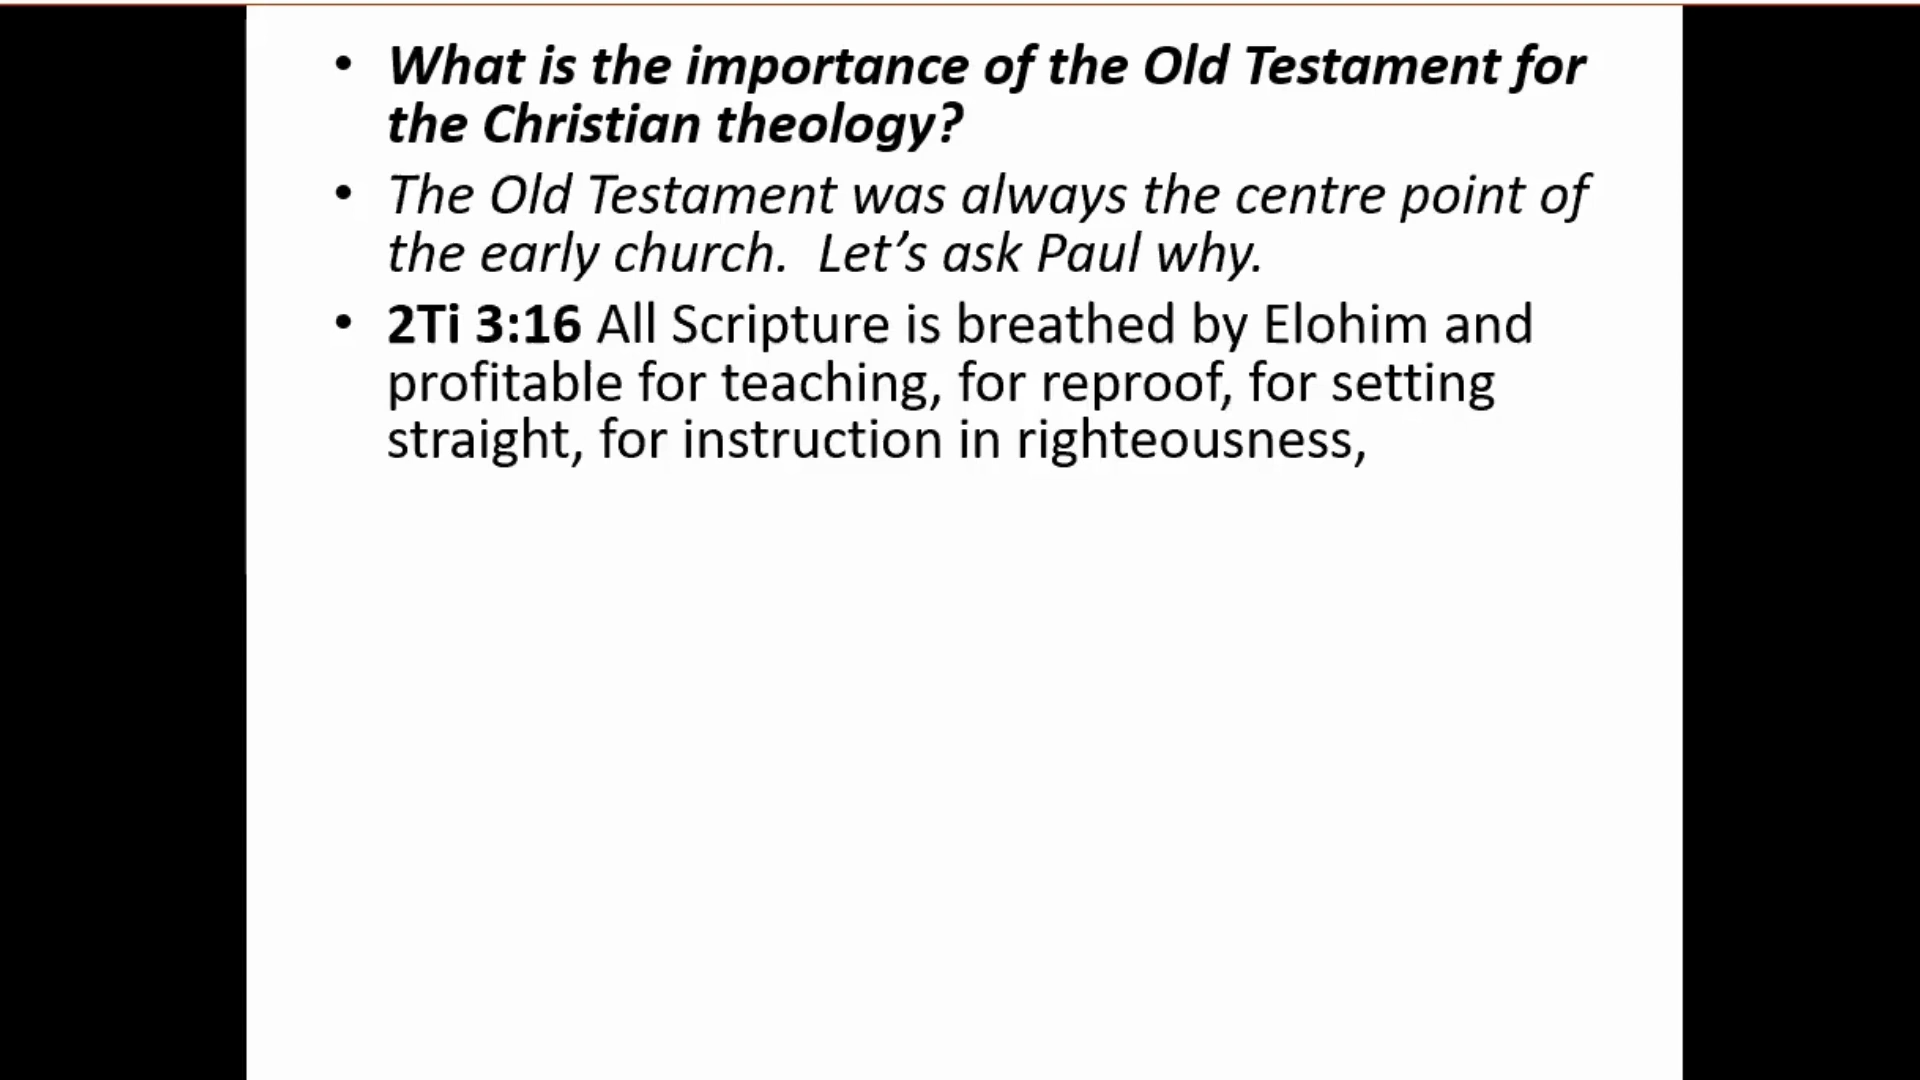 • What is the importance of the Old Testament for
the Christian theology?
• The Old Testament was always the centre point of
the early church.  Let’s ask Paul why.
• 2Ti 3:16 All Scripture is breathed by Elohim and
profitable for teaching, for reproof, for setting
straight, for instruction in righteousness,